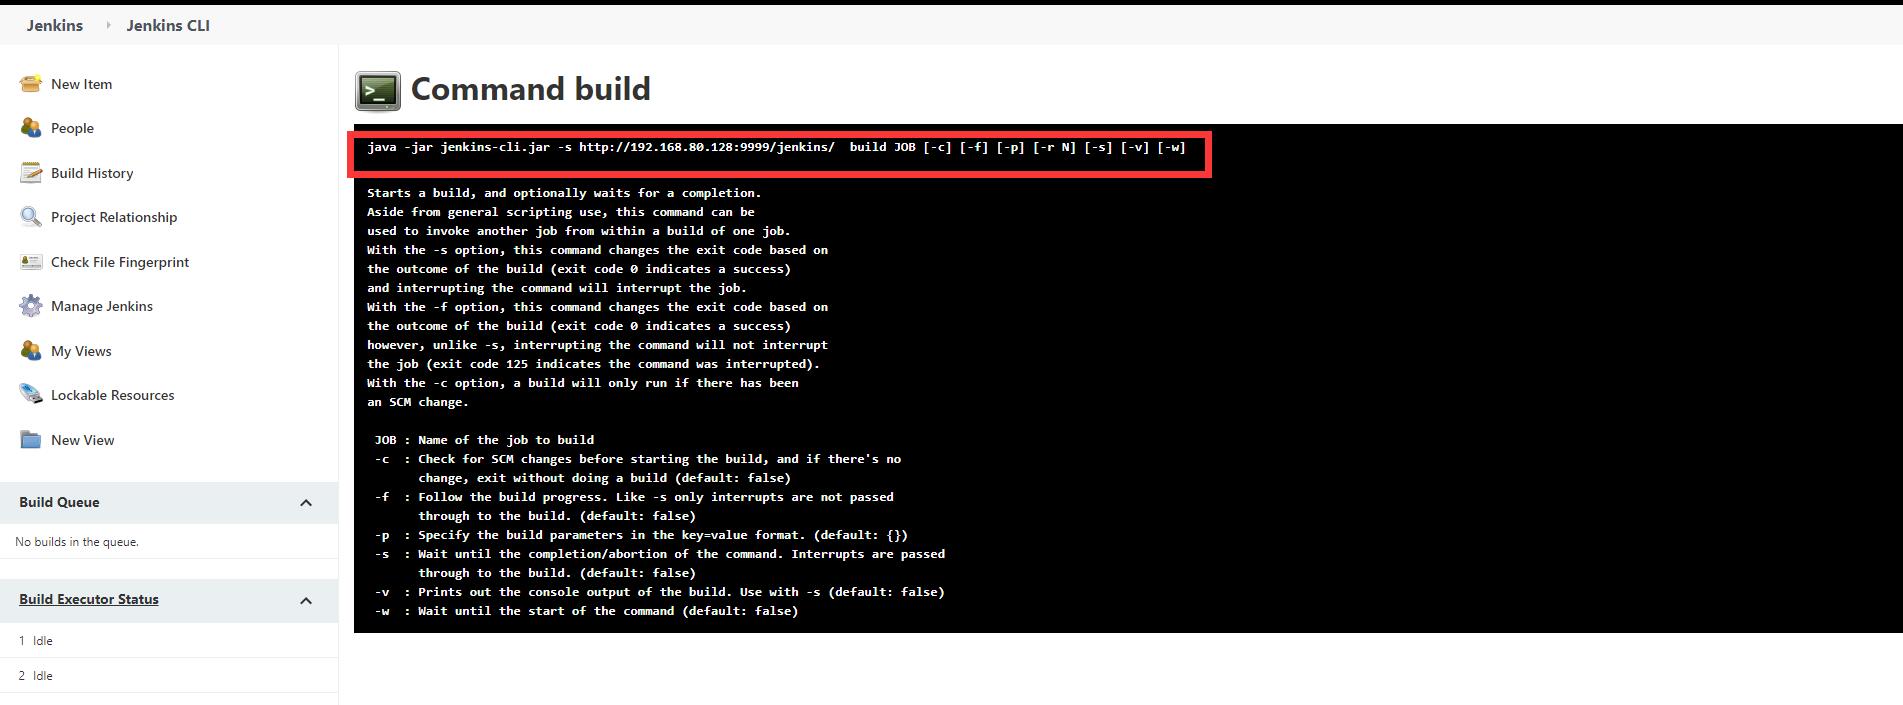 Jenkins
Jenkins CLI
New Item
People
Build History
Project Relationship
Check File Fingerprint
Manage Jenkins
My Views
Lockable Resources
New View
Build Queue
No builds in the queue.
Build Executor Status
1 Idle
2 Idle
Command build
java -jar jenkins-cli.jar -s http://192.168.80.128:9999/jenkins/  build JOB [-c] [-f] [-p] [-r N] [-s] [-v] [-w]
Starts a build, and optionally waits for a completion.
Aside from general scripting use, this command can be
used to invoke another job from within a build of one job.
With the -s option, this command changes the exit code based on
the outcome of the build (exit code 0 indicates a success)
and interrupting the command will interrupt the job.
With the -f option, this command changes the exit code based on
the outcome of the build (exit code 0 indicates a success)
however, unlike -s, interrupting the command will not interrupt
the job (exit code 125 indicates the command was interrupted).
With the -c option, a build will only run if there has been
an SCM change.
JOB : Name of the job to build
-c  : Check for SCM changes before starting the build, and if there's no
change, exit without doing a build (default: false)
-f  : Follow the build progress. Like -s only interrupts are not passed
through to the build. (default: false)
-p  : Specify the build parameters in the key=value format. (default: {})
-s  : Wait until the completion/abortion of the command. Interrupts are passed
through to the build. (default: false)
-v  : Prints out the console output of the build. Use with -s (default: false)
-w  : Wait until the start of the command (default: false)